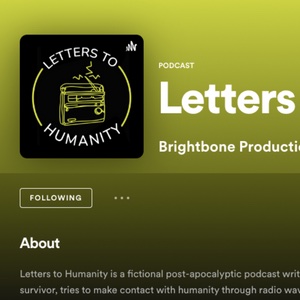 LETTERS TO
HUMANITY
PODCAST
Letters
Brightbone Producti
FOLLOWING
About
Letters to Humanity is a fictional post-apocalyptic podcast writ
survivor, tries to make contact with humanity through radio wav